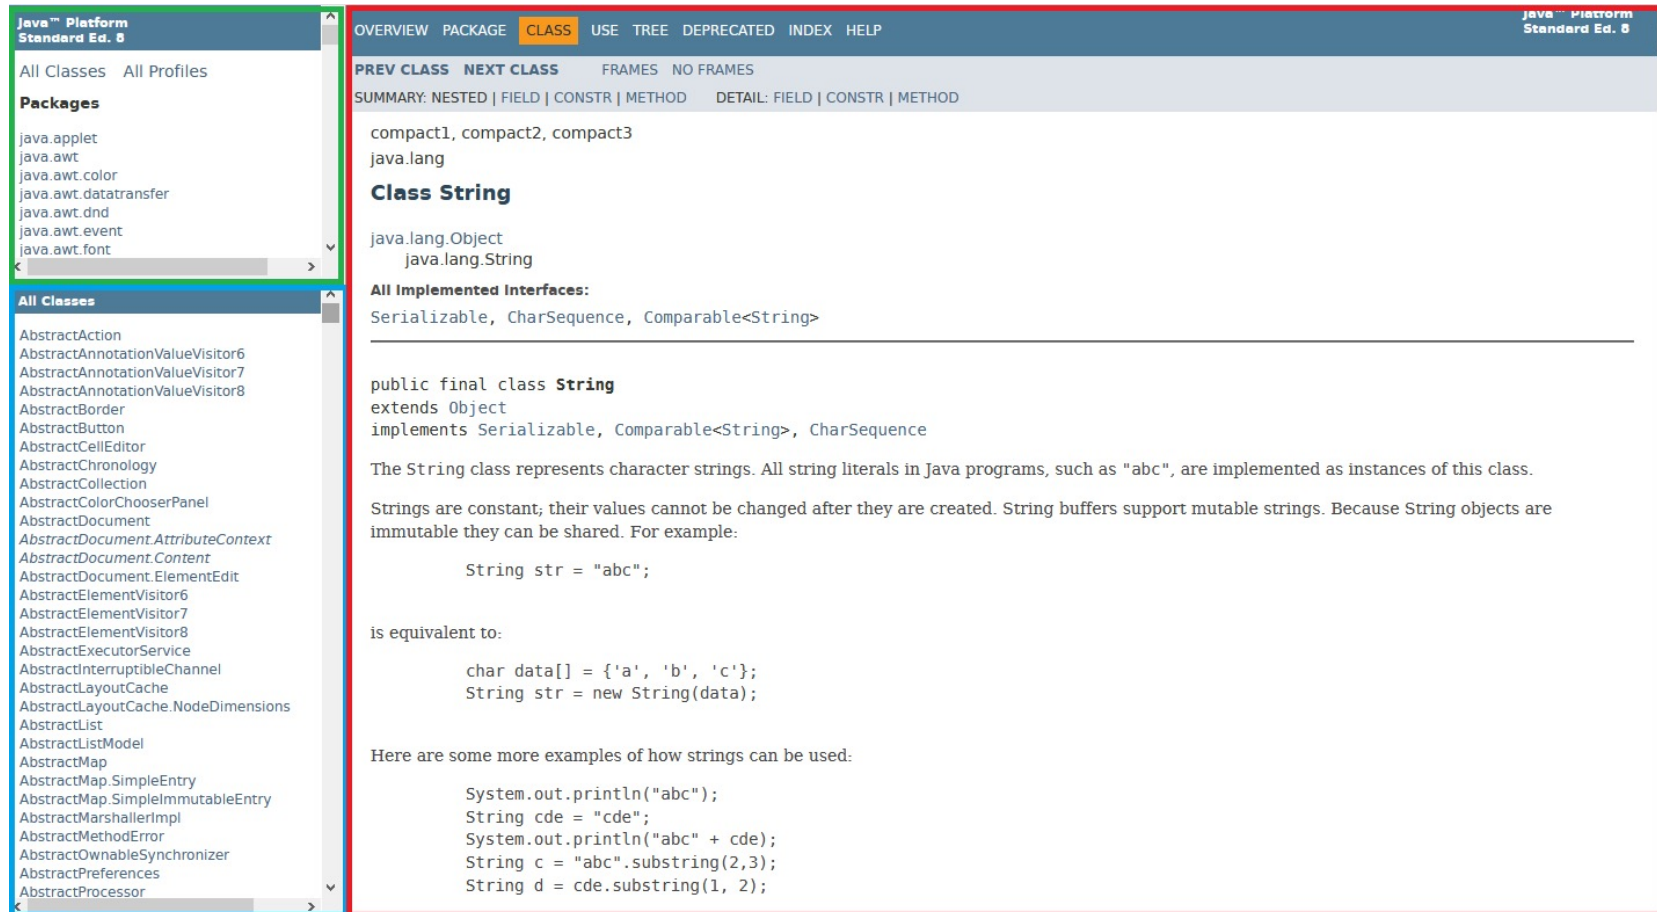 Java™ Platform
Standard Ed. 8
All Classes All Profiles
Packages
java.applet
java.awt
java.awt.color
java.awt.datatransfer
java.awt.dnd
java.awt.event
java.awt.font
All Classes
AbstractAction
AbstractAnnotationValueVisitor6
AbstractAnnotationValueVisitor7
AbstractAnnotationValueVisitor8
AbstractBorder
AbstractButton
AbstractCellEditor
AbstractChronology
AbstractCollection
AbstractColorChooserPanel
AbstractDocument
AbstractDocument.AttributeContext
AbstractDocument.Content
AbstractDocument.ElementEdit
AbstractElementVisitor6
AbstractElementVisitor7
AbstractElementVisitor8
AbstractExecutorService
AbstractInterruptibleChannel
AbstractLayoutCache
AbstractLayoutCache.NodeDimensions
AbstractList
AbstractListModel
AbstractMap
AbstractMap.SimpleEntry
AbstractMap.SimpleImmutableEntry
AbstractMarshallerImpl
AbstractMethodError
AbstractOwnableSynchronizer
AbstractPreferences
AbstractProcessor
OVERVIEW PACKAGE CLASS USE TREE DEPRECATED INDEX HELP
Java™ Platform
Standard Ed. 8
PREV CLASS NEXT CLASS FRAMES NO FRAMES
SUMMARY: NESTED | FIELD | CONSTR | METHOD DETAIL: FIELD | CONSTR | METHOD
compact1, compact2, compact3
java.lang
Class String
java.lang.Object
java.lang.String
All Implemented Interfaces:
Serializable, CharSequence, Comparable<String>
public final class String
extends Object
implements Serializable, Comparable<String>, CharSequence
The String class represents character strings. All string literals in Java programs, such as "abc", are implemented as instances of this class.
Strings are constant; their values cannot be changed after they are created. String buffers support mutable strings. Because String objects are
immutable they can be shared. For example:
String str = "abc";
is equivalent to:
char data[] = {'a', 'b', 'c'};
String str = new String(data);
Here are some more examples of how strings can be used:
System.out.println("abc");
String cde = "cde";
System.out.println("abc" + cde);
String c = "abc".substring(2,3);
String d = cde.substring(1, 2);